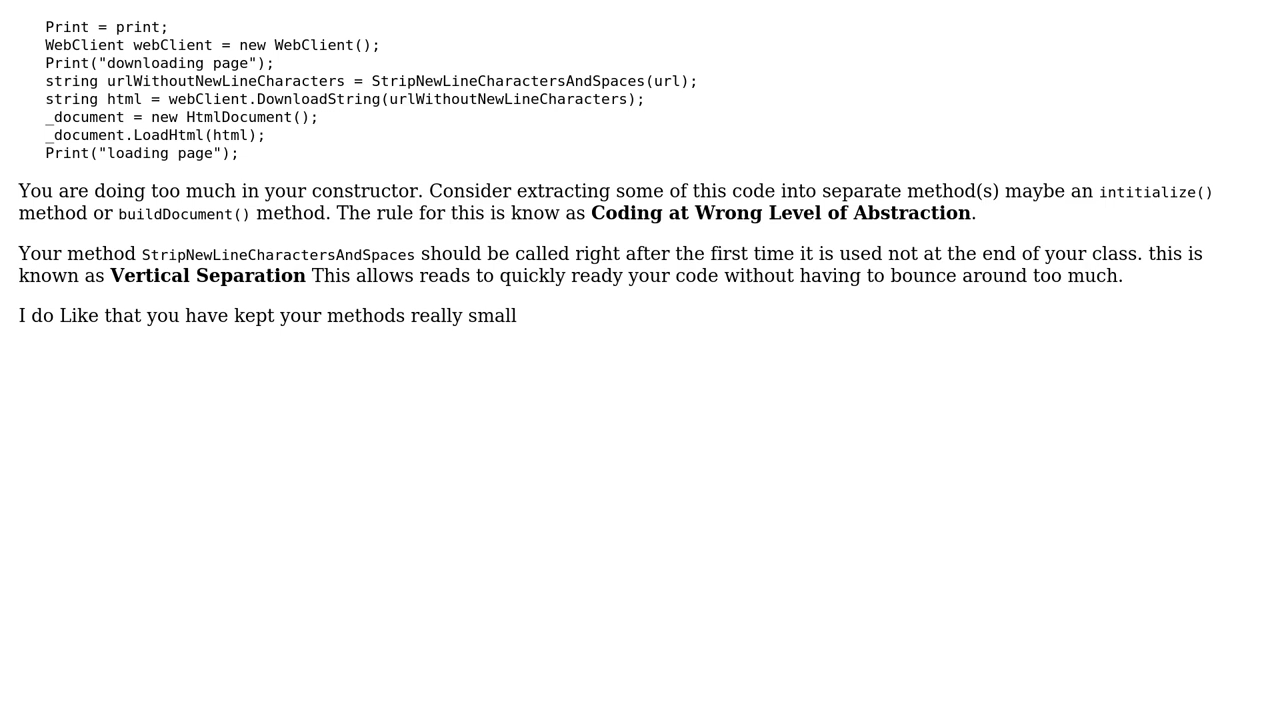 Print = print;
WebClient webClient = new WebClient();
Print("downloading page");
string urlWithoutNewLineCharacters = StripNewLineCharactersAndSpaces(url);
string html = webClient.DownloadString(urlWithoutNewLineCharacters);
_document = new HtmlDocument();
_document.LoadHtml(html);
Print("loading page");
You are doing too much in your constructor. Consider extracting some of this code into separate method(s) maybe an intitialize()
method or buildDocument() method. The rule for this is know as Coding at Wrong Level of Abstraction.
Your method StripNewLineCharactersAndSpaces should be called right after the first time it is used not at the end of your class. this is
known as Vertical Separation This allows reads to quickly ready your code without having to bounce around too much.
I do Like that you have kept your methods really small